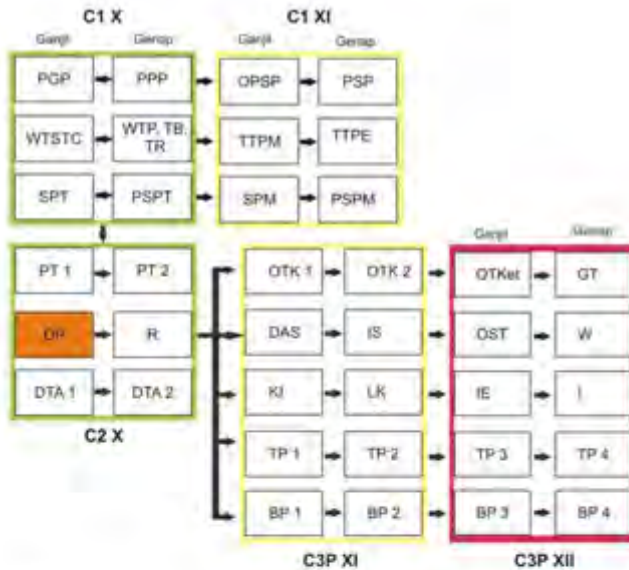 C1 X C1 XI
Ganjil Genap Ganjil Genap
PGP PPP OPSP PSP
WTSTC WTP, TB, TR TTPM TTPE
SPT PSPT SPM PSPM
Ganjil Genap
PT 1 PT 2 OTK 1 OTK 2 OTKet GT
DP R DAS IS OST W
DTA 1 DTA 2 KJ LK IE I
C2 X
TP 1 TP 2 TP 3 TP 4
BP 1 BP 2 BP 3 BP 4
C3P XI C3P XII